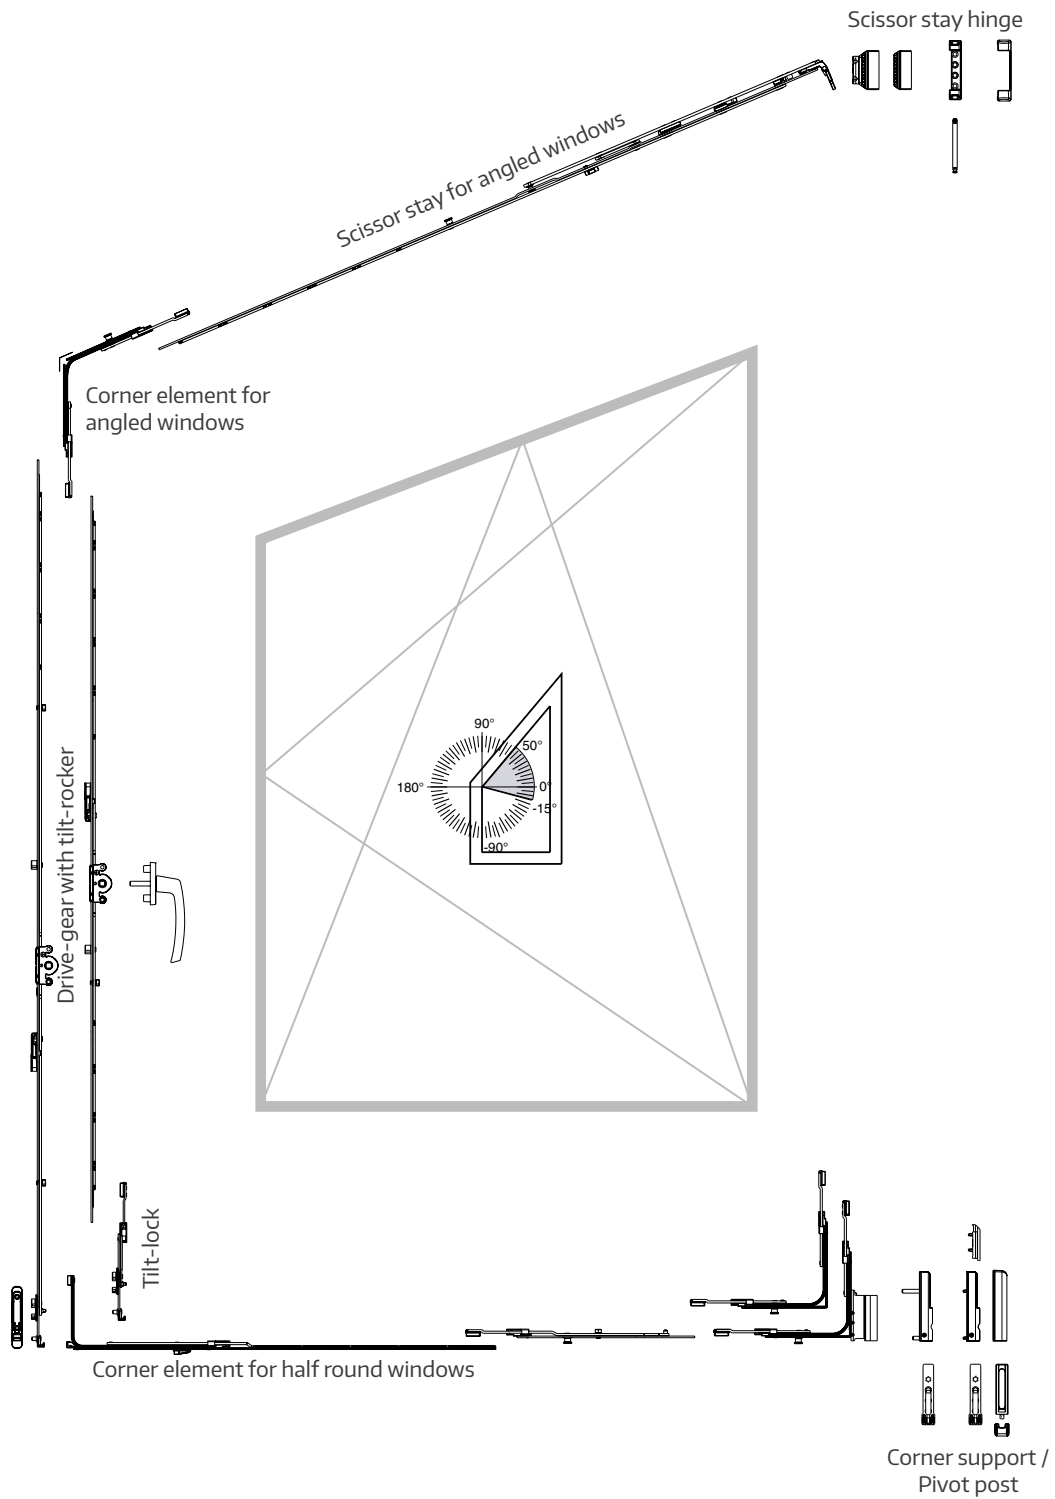 Scissor stay hinge
Scissor stay for angled windows
Corner element for
angled windows
90°
50°
180°
0°
-15°
-90°
Drive-gear with tilt-rocker
Tilt-lock
Corner element for half round windows
Corner support /
Pivot post